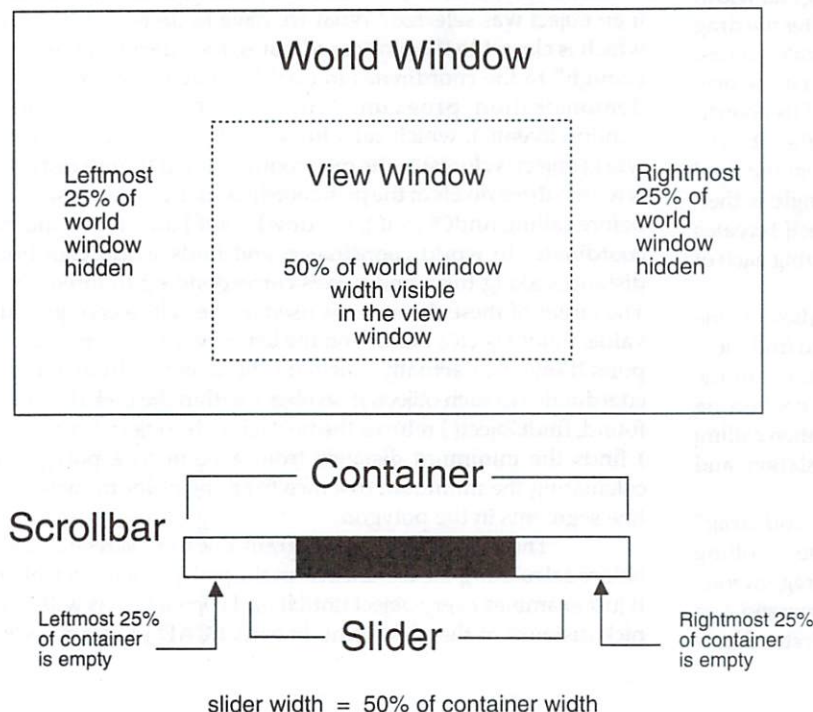 World Window
View Window
Leftmost
25% of
world
window
hidden
50% of world window
width visible
in the view
window
Rightmost
25% of
world
window
hidden
Container
Scrollbar
Leftmost 25%
of container
is empty
Slider
Rightmost 25%
of container
is empty
slider width = 50% of container width